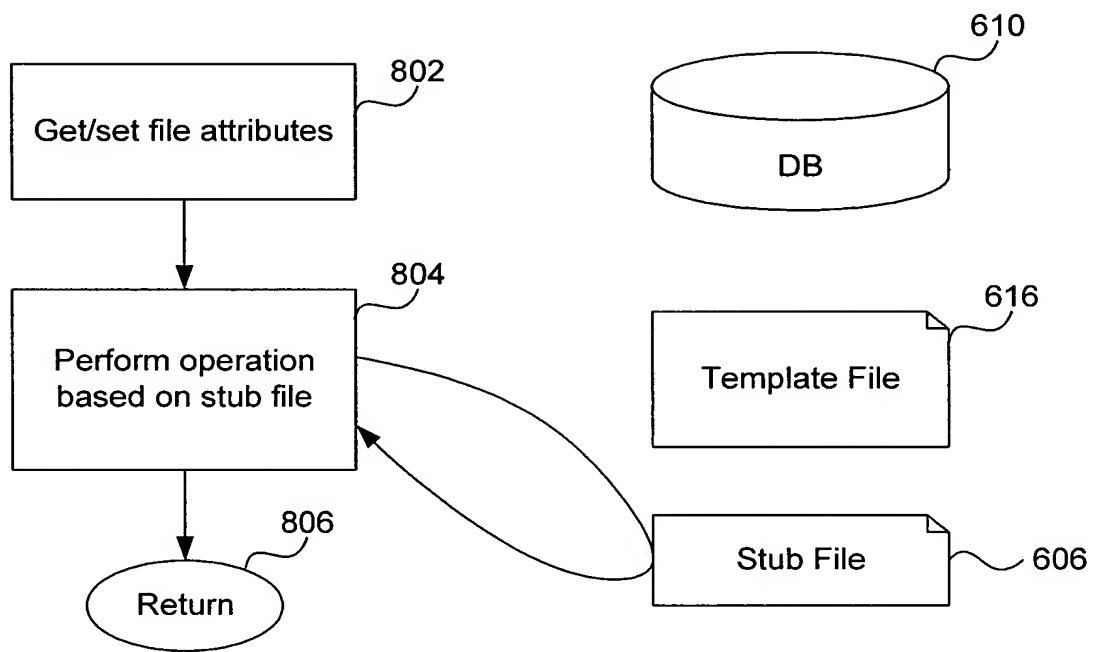 610
802
Get/set file attributes
DB
804
616
Perform operation
based on stub file
Template File
806
Stub File
606
Return